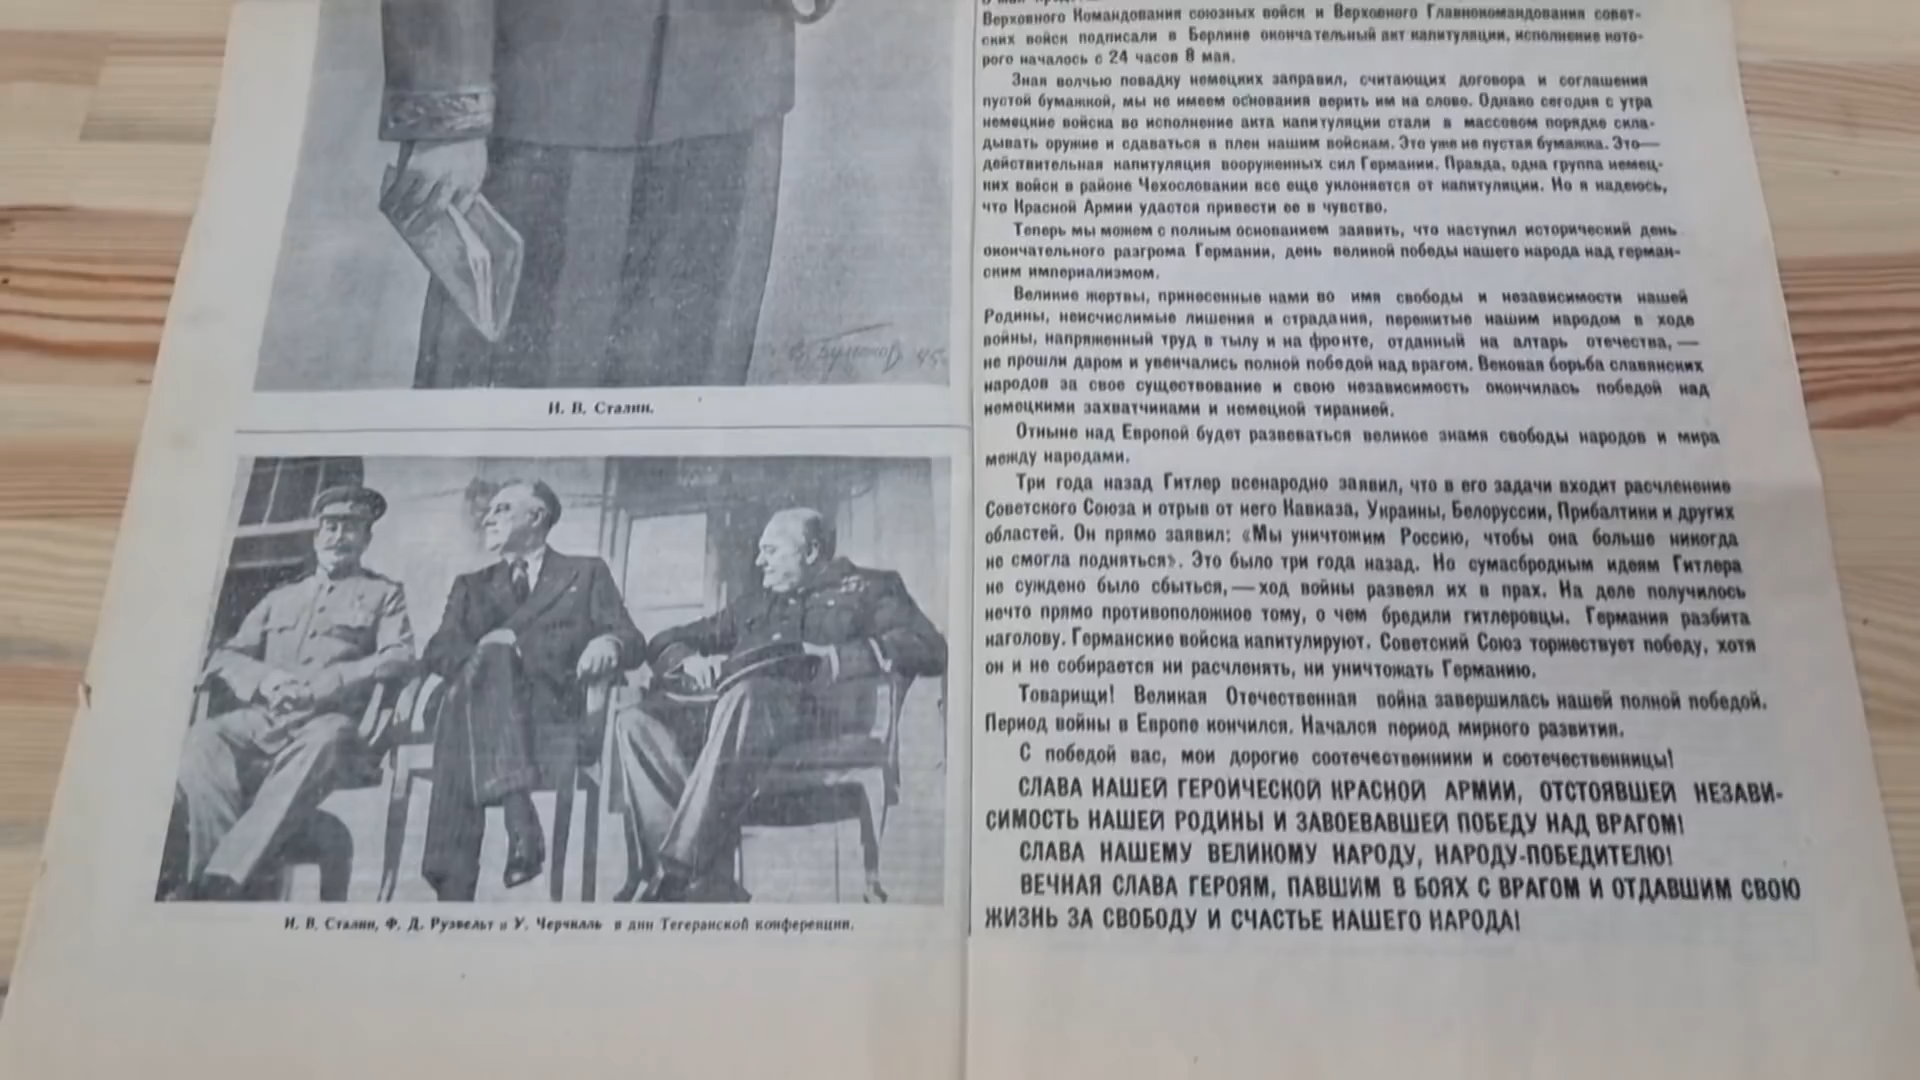 В. Бульонов 45
И. В. Сталин.
И. В. Сталин, Ф. Д. Рузвельт и У. Черчилль в дни Тегеранской конференции.
Верховного Командования союзных войск и Верховного Главнокомандования совет-
ских войск подписали в Берлине окончательный акт капитуляции, исполнение кото-
рого началось с 24 часов 8 мая.
Зная волчью повадку немецких заправил, считающих договора и соглашения
пустой бумажкой, мы не имеем основания верить им на слово. Однако сегодня с утра
немецкие войска во исполнение акта капитуляции стали в массовом порядке скла-
дывать оружие и сдаваться в плен нашим войскам. Это уже не пустая бумажка. Это—
действительная капитуляция вооруженных сил Германии. Правда, одна группа немец-
ких войск в районе Чехословакии все еще уклоняется от капитуляции. Но я надеюсь,
что Красной Армии удастся привести ее в чувство.
Теперь мы можем с полным основанием заявить, что наступил исторический день
окончательного разгрома Германии, день великой победы нашего народа над герман-
ским империализмом.
Великие жертвы, принесенные нами во имя свободы и независимости нашей
Родины, неисчислимые лишения и страдания, пережитые нашим народом в ходе
войны, напряженный труд в тылу и на фронте, отданный на алтарь отечества, —
не прошли даром и увенчались полной победой над врагом. Вековая борьба славянских
народов за свое существование и свою независимость окончилась победой над
немецкими захватчиками и немецкой тиранией.
Отныне над Европой будет развеваться великое знамя свободы народов и мира
между народами.
Три года назад Гитлер всенародно заявил, что в его задачи входит расчленение
Советского Союза и отрыв от него Кавказа, Украины, Белоруссии, Прибалтики и других
областей. Он прямо заявил: «Мы уничтожим Россию, чтобы она больше никогда
не смогла подняться». Это было три года назад. Но сумасбродным идеям Гитлера
не суждено было сбыться, — ход войны развеял их в прах. На деле получилось
нечто прямо противоположное тому, о чем бредили гитлеровцы. Германия разбита
наголову. Германские войска капитулируют. Советский Союз торжествует победу, хотя
он и не собирается ни расчленять, ни уничтожать Германию.
Товарищи! Великая Отечественная война завершилась нашей полной победой.
Период войны в Европе кончился. Начался период мирного развития.
С победой вас, мои дорогие соотечественники и соотечественницы!
СЛАВА НАШЕЙ ГЕРОИЧЕСКОЙ КРАСНОЙ АРМИИ, ОТСТОЯВШЕЙ НЕЗАВИ-
СИМОСТЬ НАШЕЙ РОДИНЫ И ЗАВОЕВАВШЕЙ ПОБЕДУ НАД ВРАГОМ!
СЛАВА НАШЕМУ ВЕЛИКОМУ НАРОДУ, НАРОДУ-ПОБЕДИТЕЛЮ!
ВЕЧНАЯ СЛАВА ГЕРОЯМ, ПАВШИМ В БОЯХ С ВРАГОМ И ОТДАВШИМ СВОЮ
ЖИЗНЬ ЗА СВОБОДУ И СЧАСТЬЕ НАШЕГО НАРОДА!